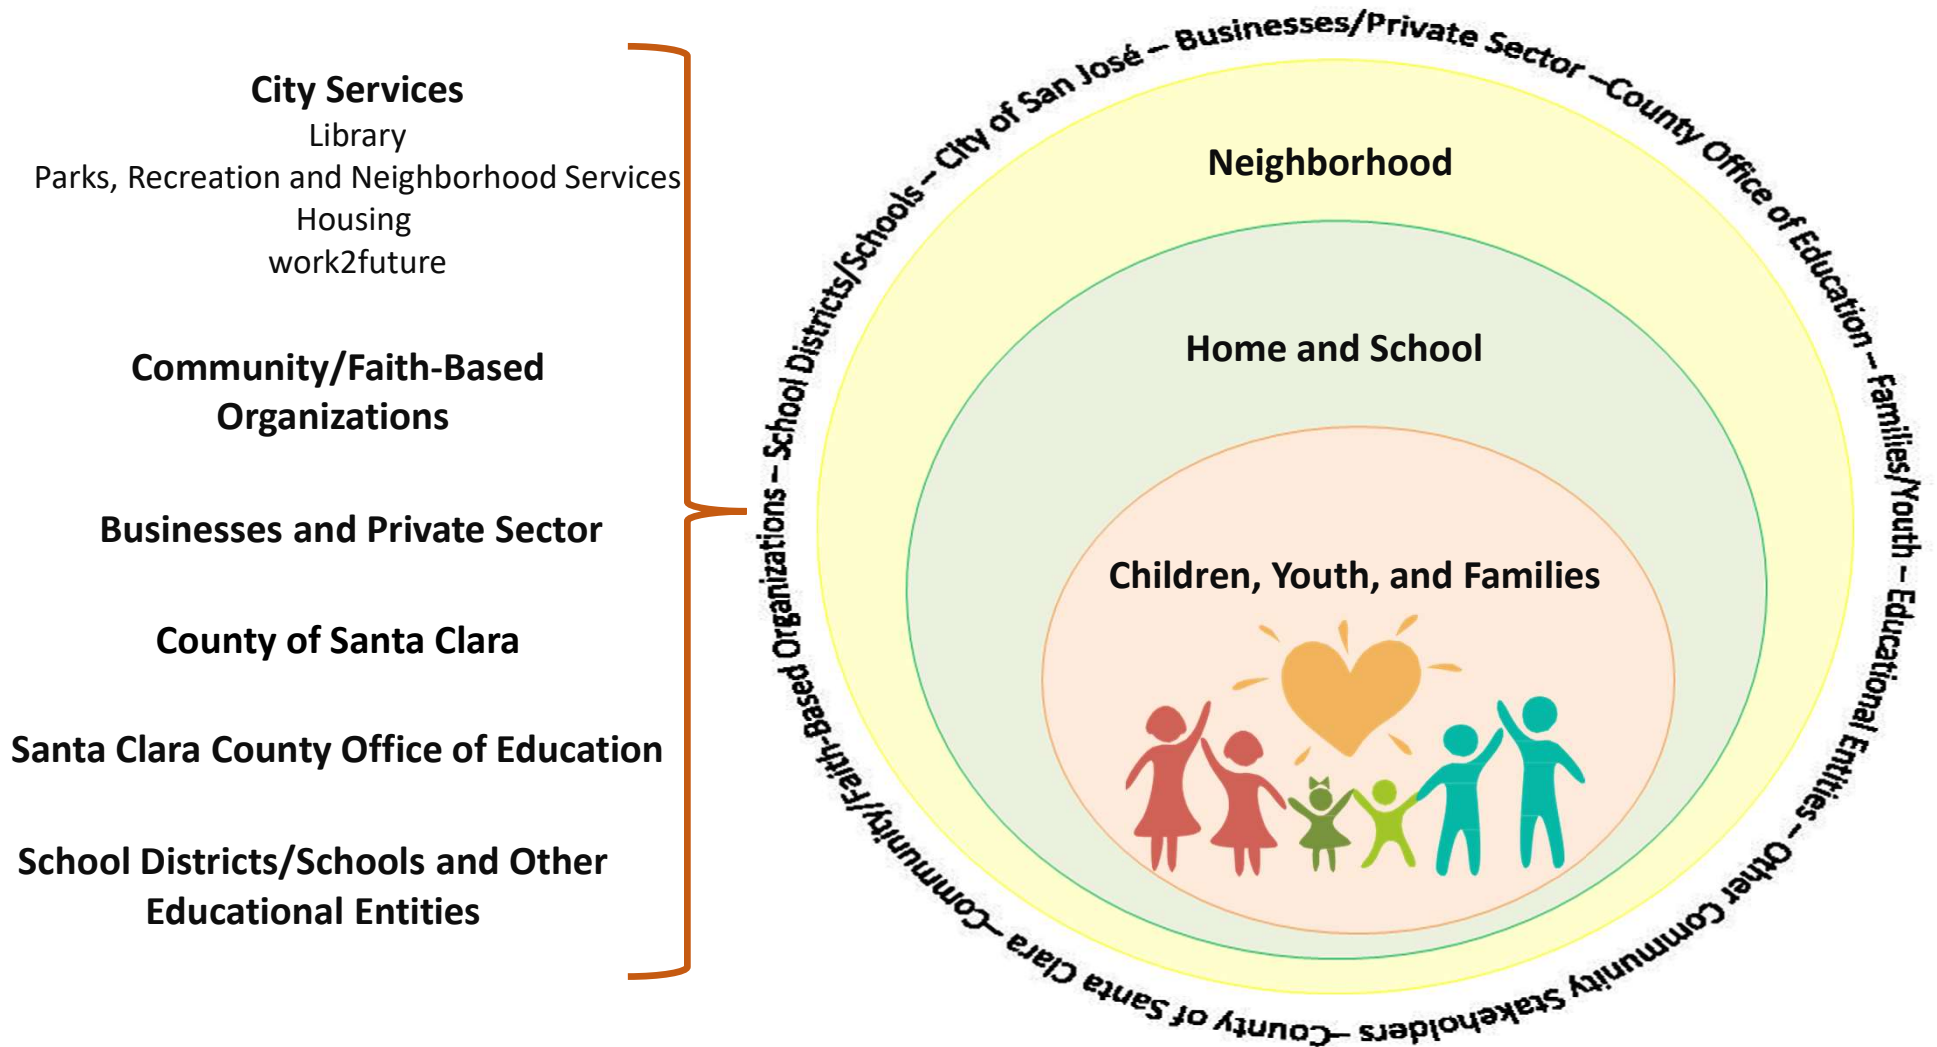 City Services
Library
Parks, Recreation and Neighborhood Services
Housing
work2future
Community/Faith-Based
Organizations
Businesses and Private Sector
County of Santa Clara
Santa Clara County Office of Education
School Districts/Schools and Other
Educational Entities
Neighborhood
Home and School
Children, Youth, and Families
School Districts/Schools – City of San José – Businesses/Private Sector –County Office of Education – Families/Youth – Educational Entities – Other Community Stakeholders –County of Santa Clara –Community/Faith-Based Organizations –